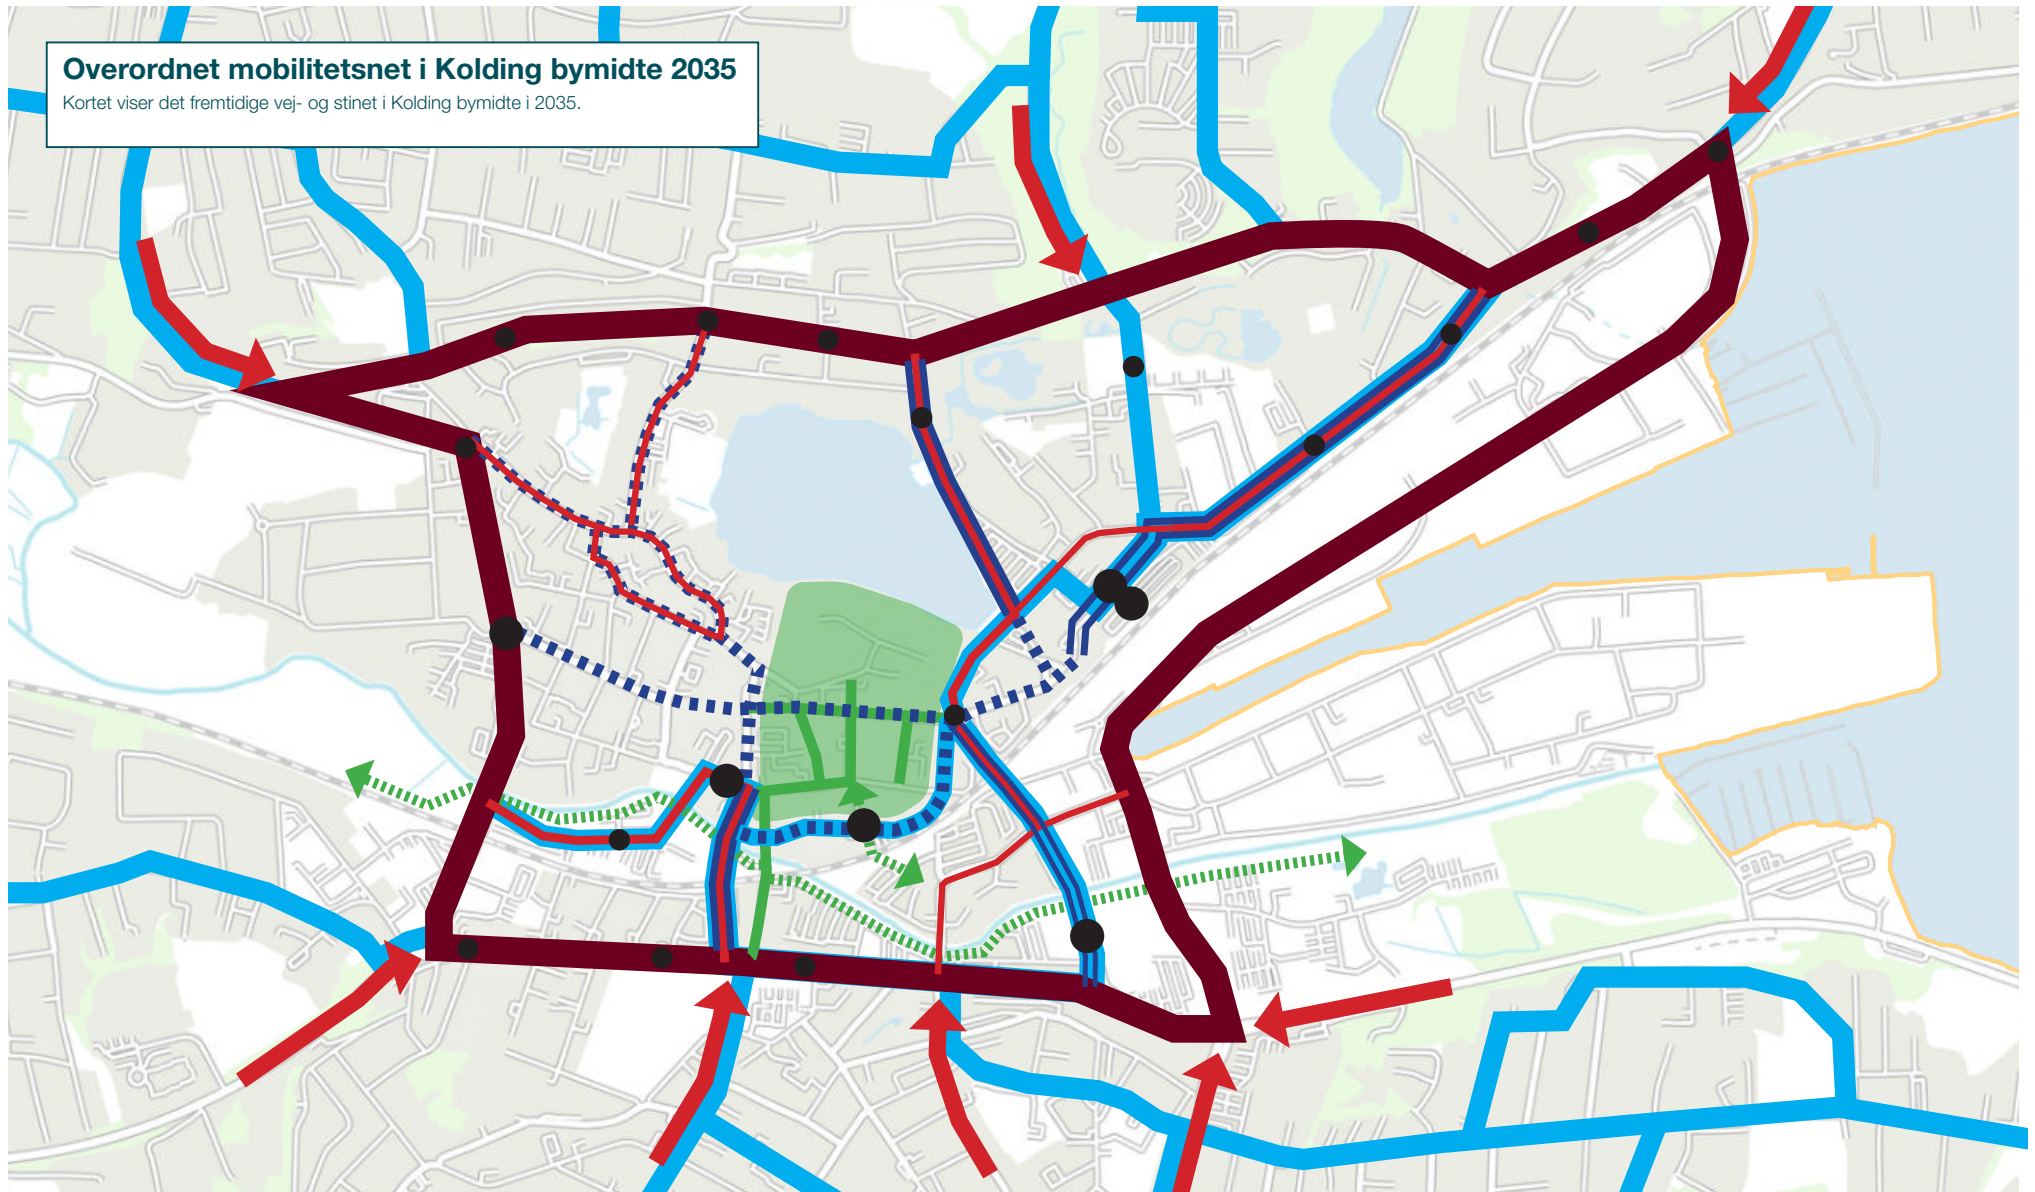 Overordnet mobilitetsnet i Kolding bymidte 2035
Kortet viser det fremtidige vej- og stinet i Kolding bymidte i 2035.